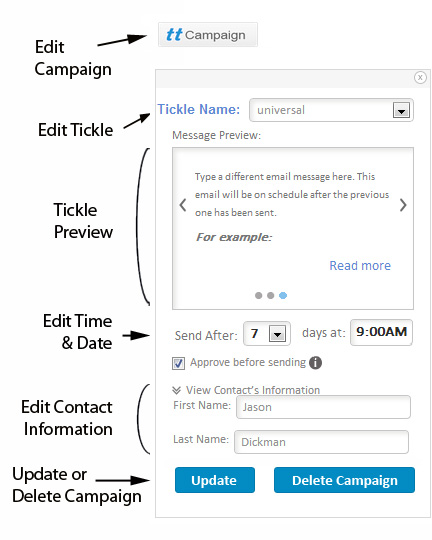 Edit
Campaign
tt Campaign
Edit Tickle
Tickle Name: universal
Message Preview:
Tickle
Preview
Type a different email message here. This
email will be on schedule after the previous
one has been sent.
For example:
Read more
Edit Time
& Date
Send After: 7 days at: 9:00AM
Approve before sending
Edit Contact
Information
View Contact's Information
First Name: Jason
Last Name: Dickman
Update or
Delete Campaign
Update Delete Campaign